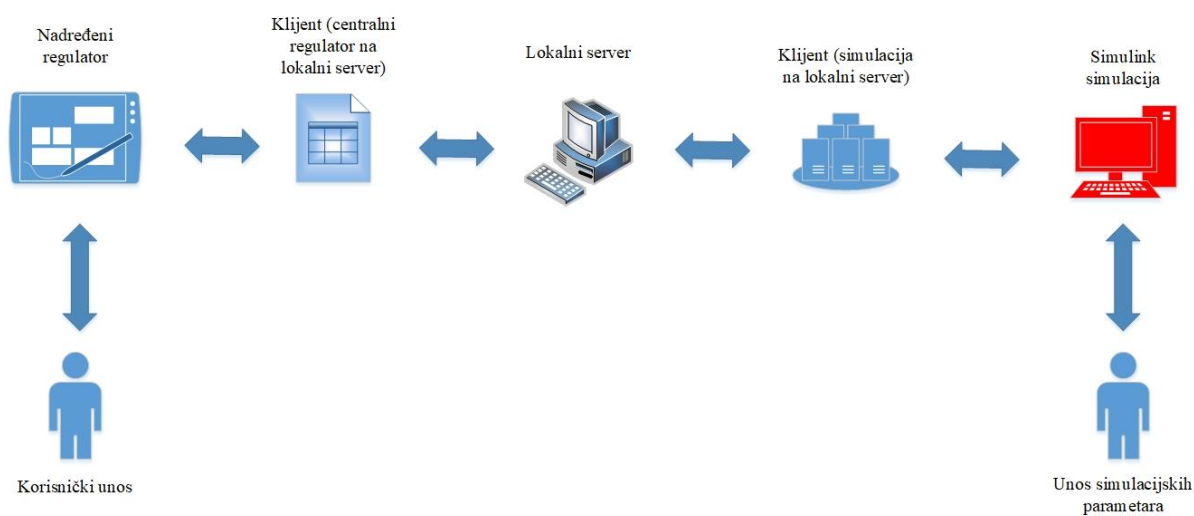 Nadređeni
regulator
Klijent (centralni
regulator na
lokalni server)
Lokalni server
Klijent (simulacija
na lokalni server)
Simulink
simulacija
Korisnički unos
Unos simulacijskih
parametara